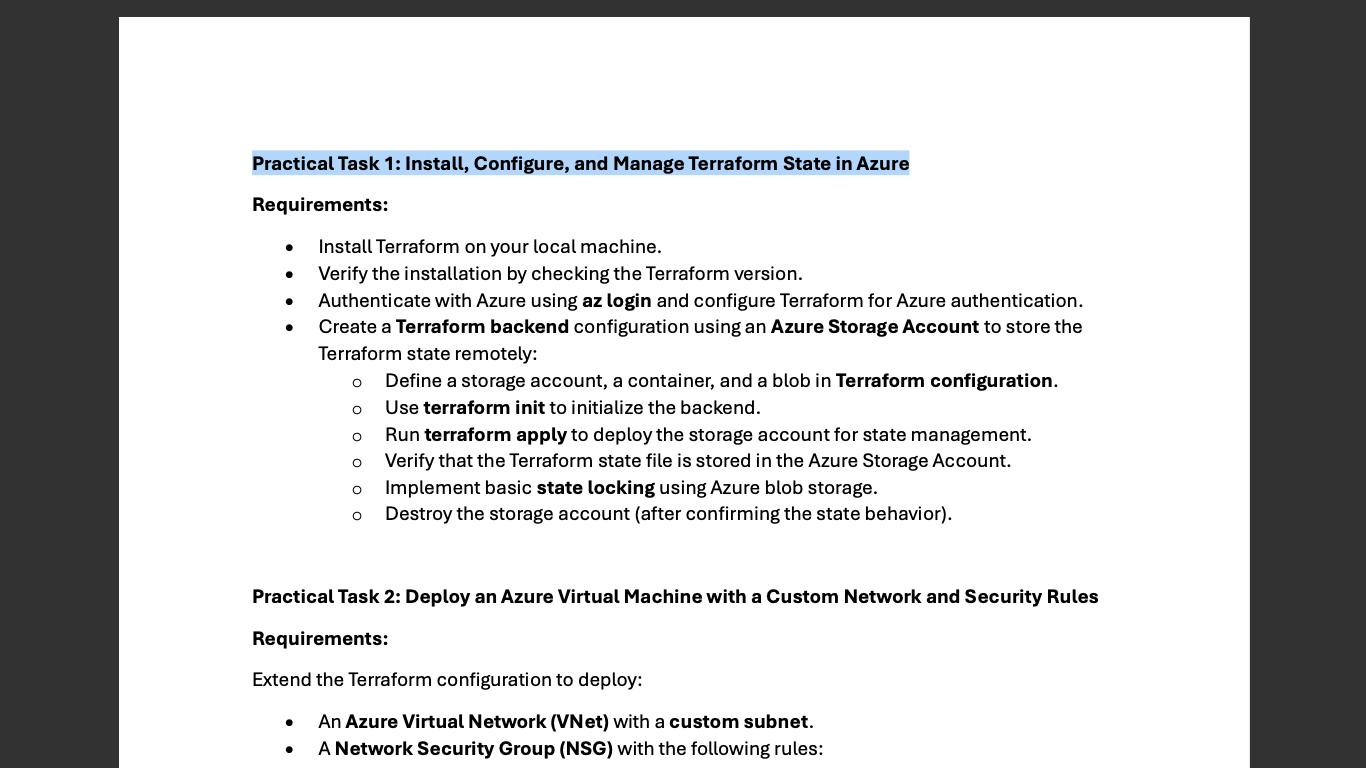 Practical Task 1: Install, Configure, and Manage Terraform State in Azure
Requirements:
• Install Terraform on your local machine.
• Verify the installation by checking the Terraform version.
• Authenticate with Azure using az login and configure Terraform for Azure authentication.
• Create a Terraform backend configuration using an Azure Storage Account to store the
Terraform state remotely:
○ Define a storage account, a container, and a blob in Terraform configuration.
○ Use terraform init to initialize the backend.
○ Run terraform apply to deploy the storage account for state management.
○ Verify that the Terraform state file is stored in the Azure Storage Account.
○ Implement basic state locking using Azure blob storage.
○ Destroy the storage account (after confirming the state behavior).
Practical Task 2: Deploy an Azure Virtual Machine with a Custom Network and Security Rules
Requirements:
Extend the Terraform configuration to deploy:
• An Azure Virtual Network (VNet) with a custom subnet.
• A Network Security Group (NSG) with the following rules: